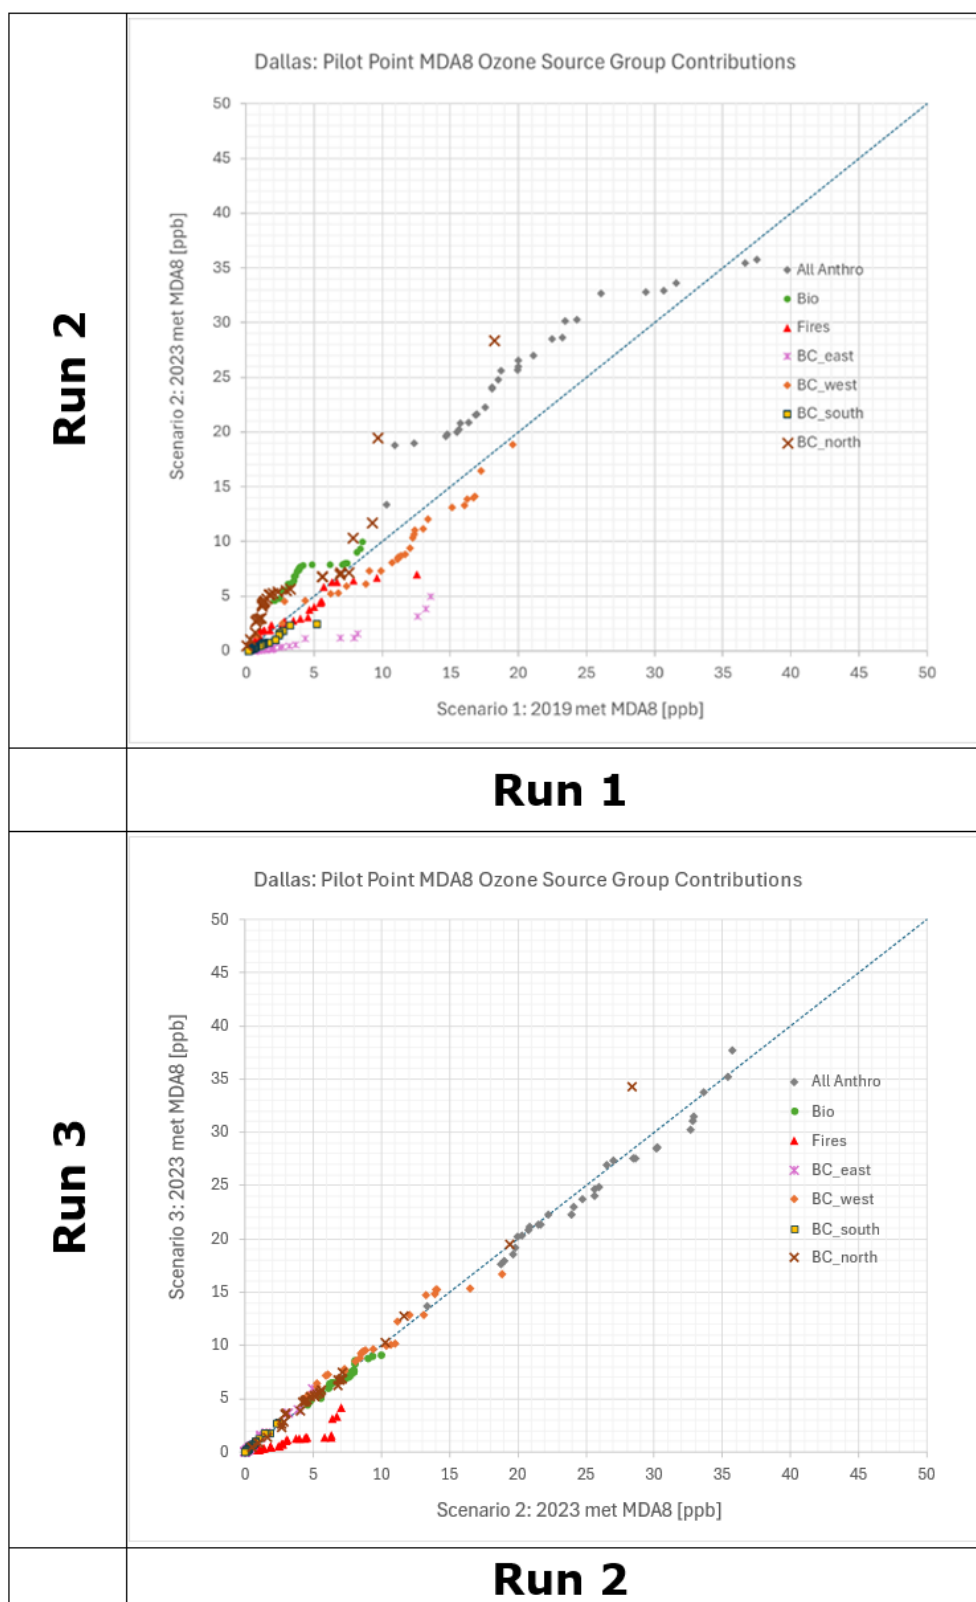 Run 2
Dallas: Pilot Point MDA8 Ozone Source Group Contributions
Scenario 2: 2023 met MDA8 [ppb]
50
45
40
35
30
25
20
15
10
5
0
All Anthro
Bio
Fires
BC_east
BC_west
BC_south
BC_north
0 5 10 15 20 25 30 35 40 45 50
Scenario 1: 2019 met MDA8 [ppb]
Run 1
Run 3
Dallas: Pilot Point MDA8 Ozone Source Group Contributions
Scenario 3: 2023 met MDA8 [ppb]
50
45
40
35
30
25
20
15
10
5
0
All Anthro
Bio
Fires
BC_east
BC_west
BC_south
BC_north
0 5 10 15 20 25 30 35 40 45 50
Scenario 2: 2023 met MDA8 [ppb]
Run 2